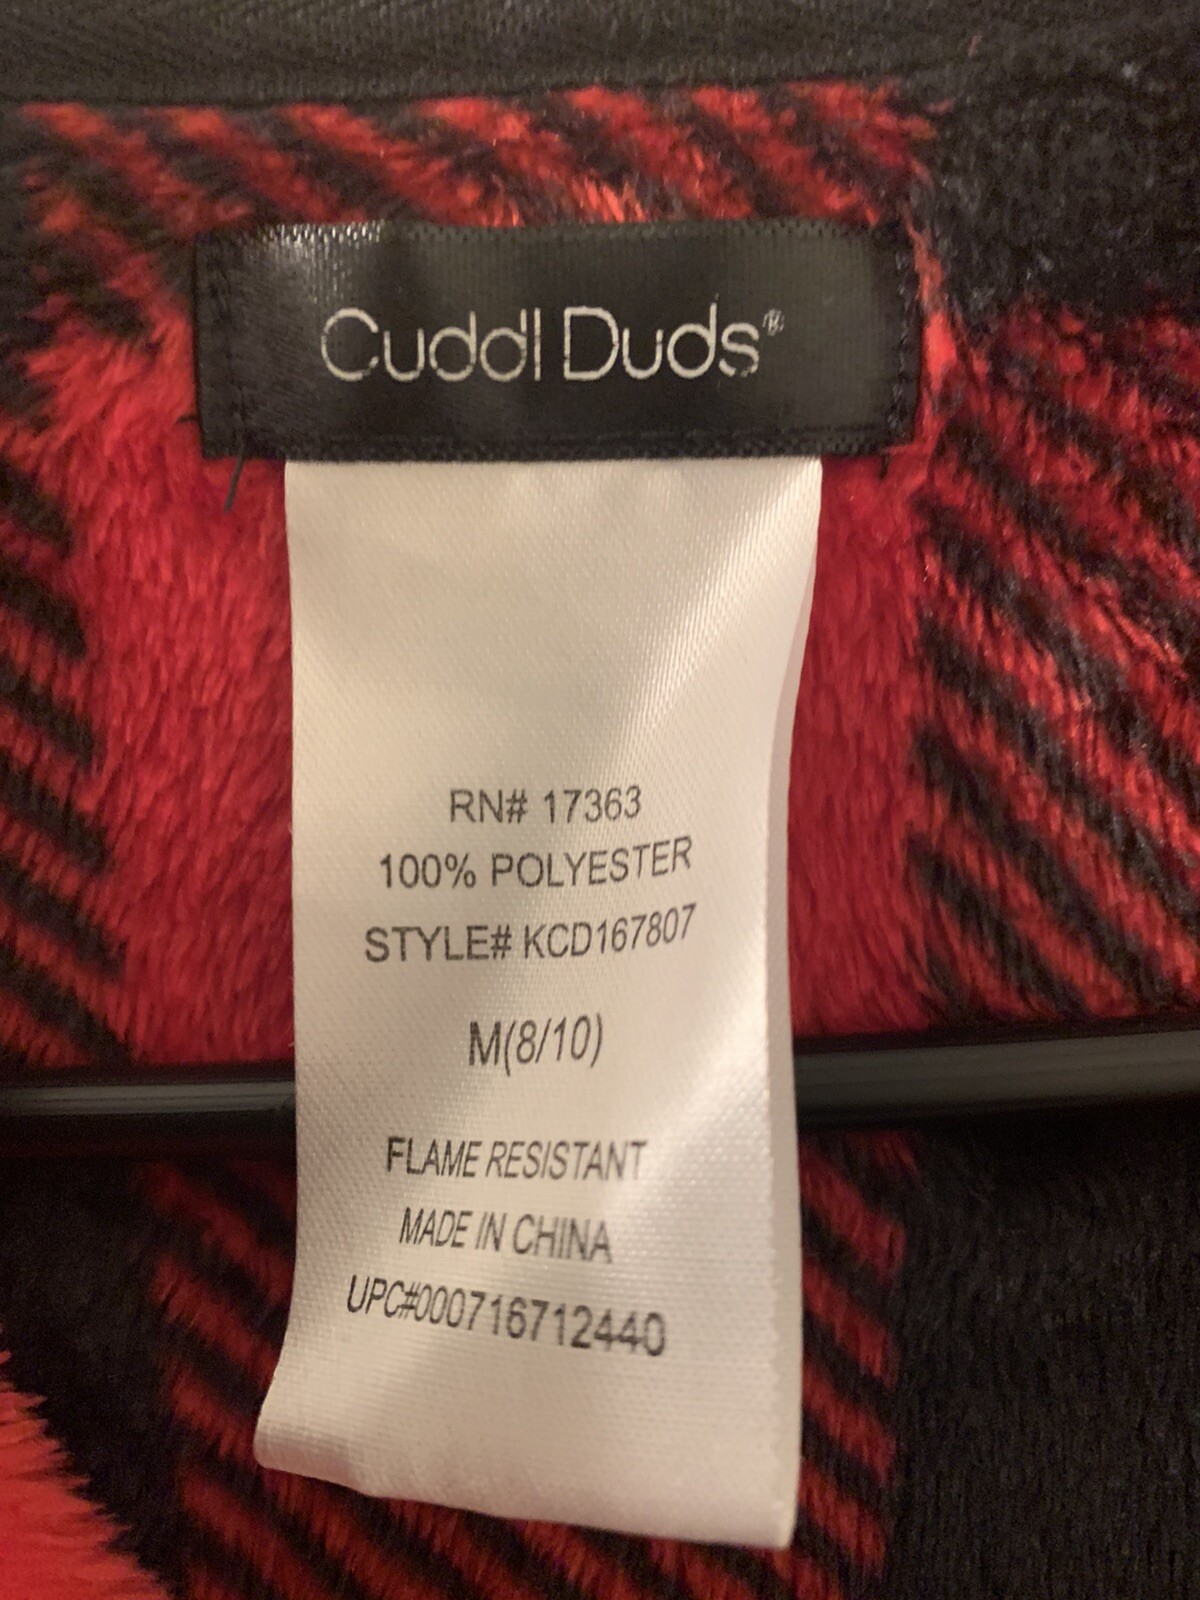 Cuddl Duds®
RN# 17363
100% POLYESTER
STYLE# KCD167807
M(8/10)
FLAME RESISTANT
MADE IN CHINA
UPC#000716712440